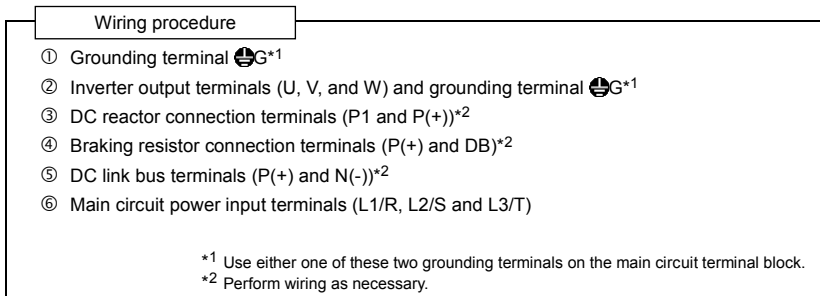 Wiring procedure
① Grounding terminal ⏚G*1
② Inverter output terminals (U, V, and W) and grounding terminal ⏚G*1
③ DC reactor connection terminals (P1 and P(+))*2
④ Braking resistor connection terminals (P(+) and DB)*2
⑤ DC link bus terminals (P(+) and N(-))*2
⑥ Main circuit power input terminals (L1/R, L2/S and L3/T)
*1 Use either one of these two grounding terminals on the main circuit terminal block.
*2 Perform wiring as necessary.